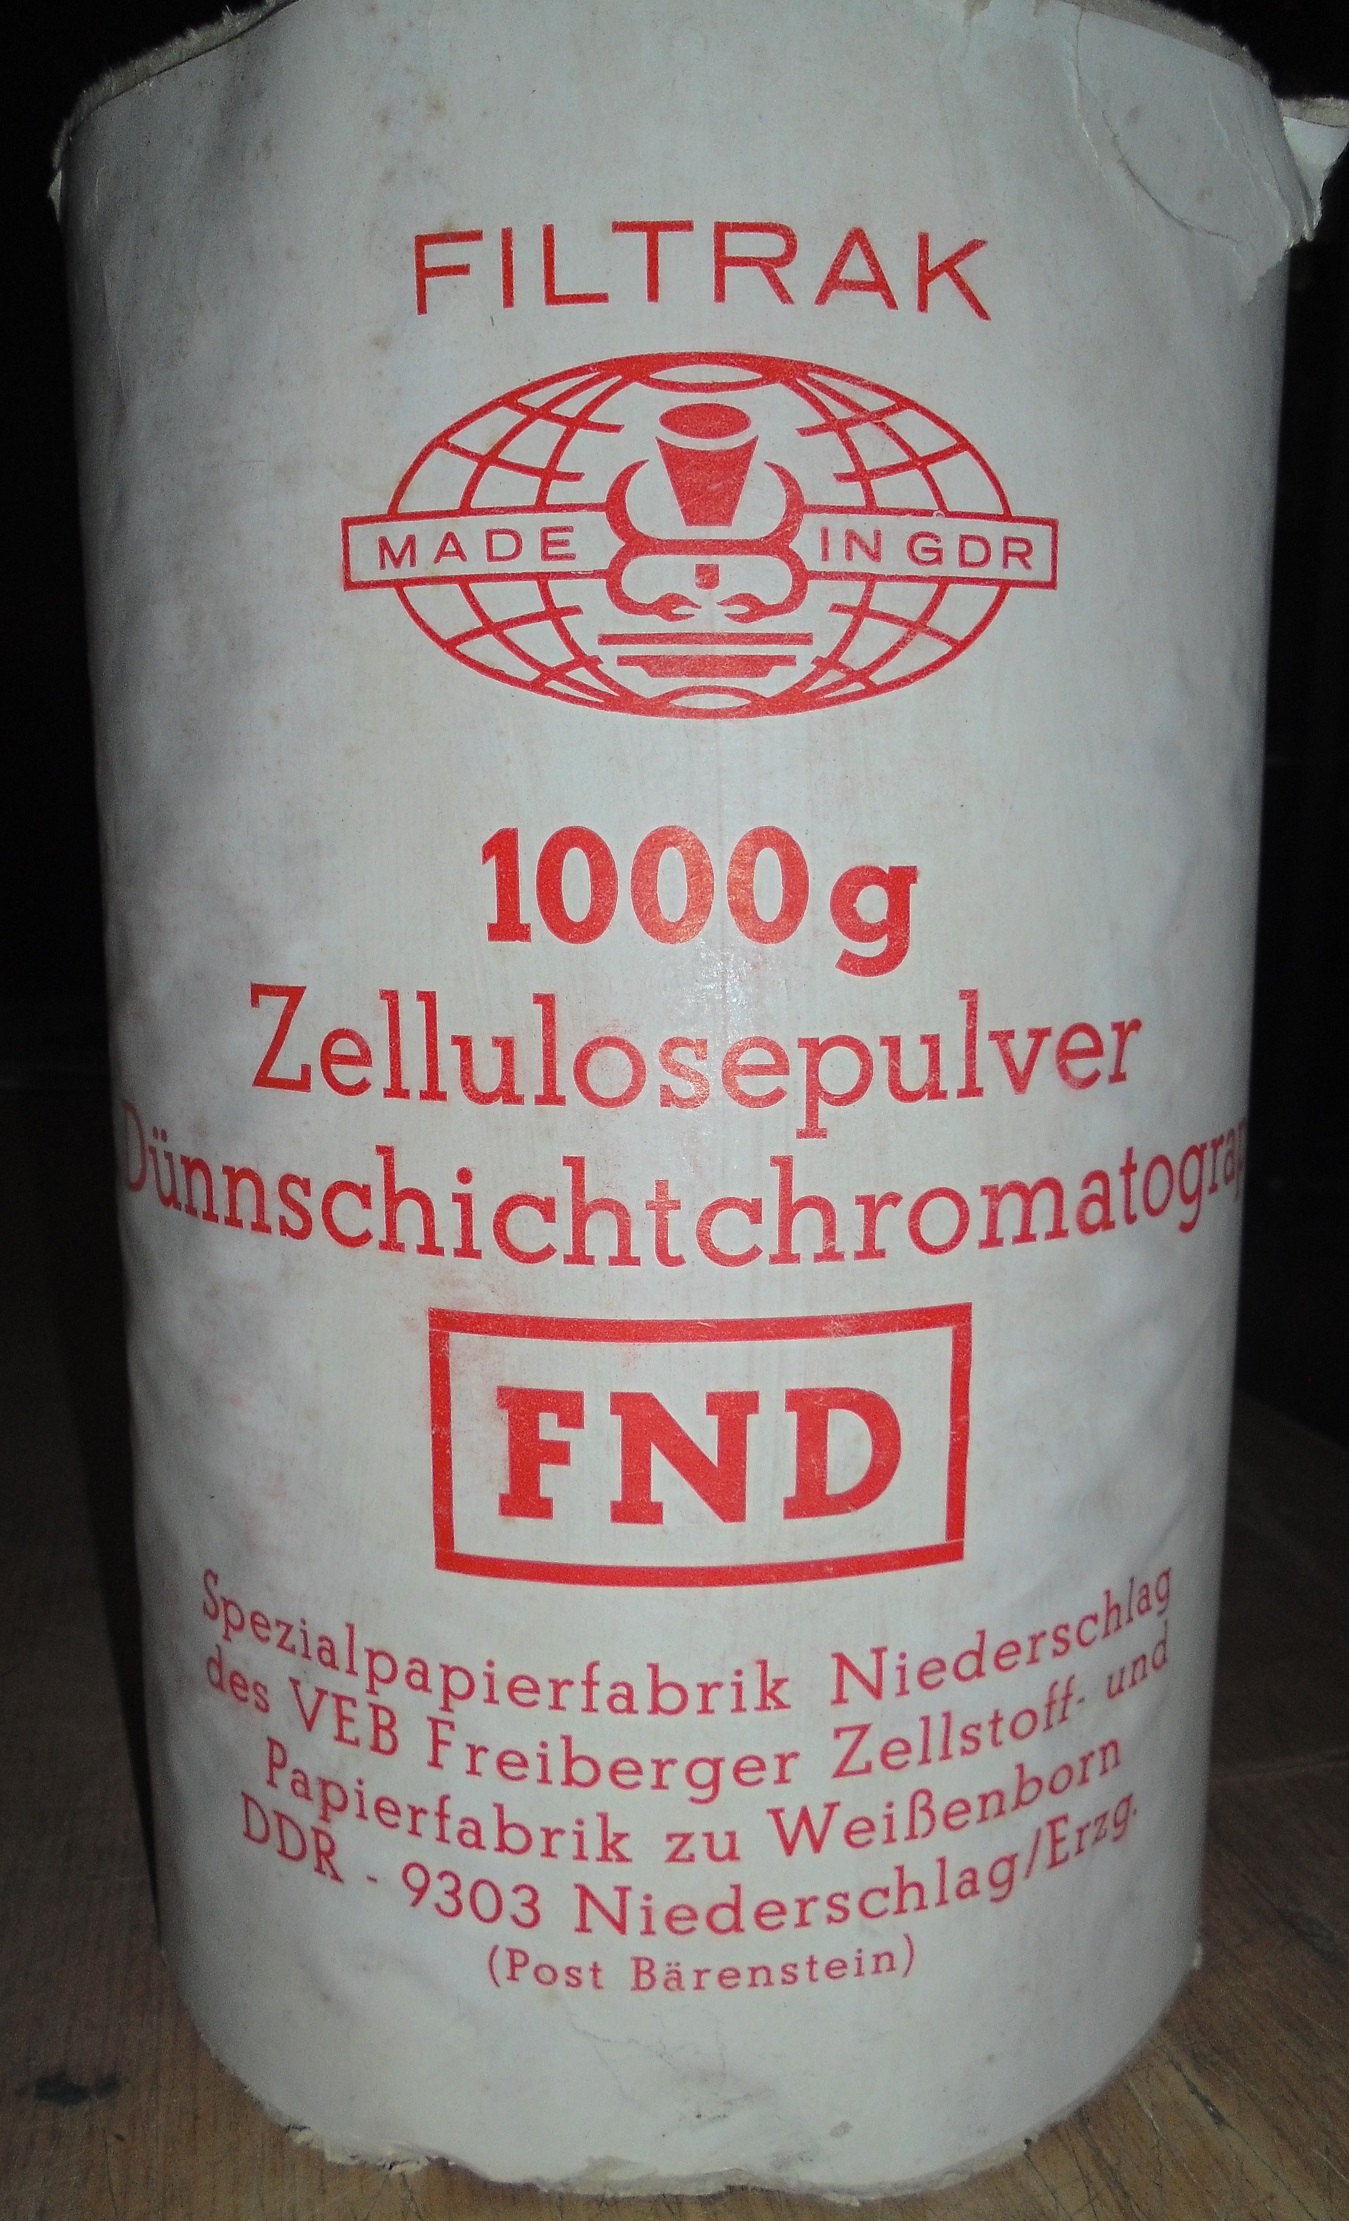 FILTRAK
MADE IN GDR
1000g
Zellulosepulver
Dünnschichtchromatograp
FND
Spezialpapierfabrik Niederschlag
des VEB Freiberger Zellstoff- und
Papierfabrik zu Weißenborn
DDR - 9303 Niederschlag/Erzg.
(Post Bärenstein)